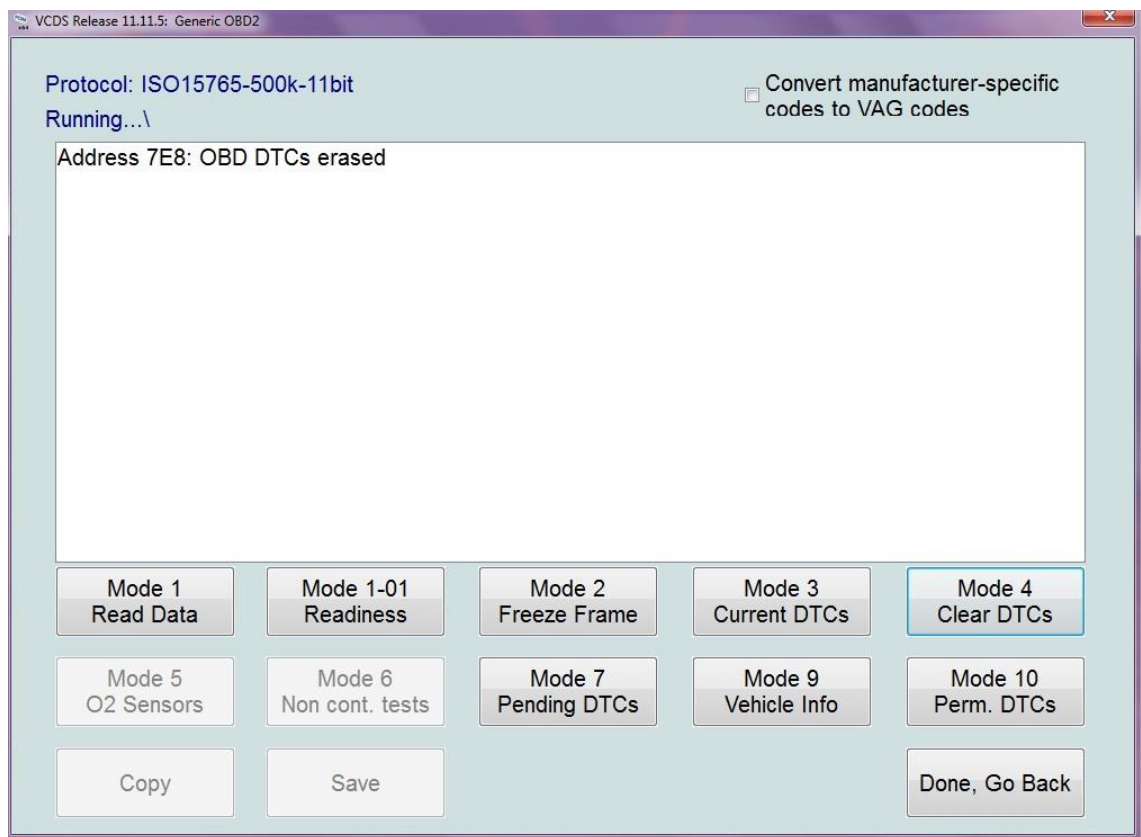 VCDS Release 11.11.5: Generic OBD2
Protocol: ISO15765-500k-11bit
Convert manufacturer-specific
codes to VAG codes
Running...\
Address 7E8: OBD DTCs erased
Mode 1
Read Data
Mode 1-01
Readiness
Mode 2
Freeze Frame
Mode 3
Current DTCs
Mode 4
Clear DTCs
Mode 5
O2 Sensors
Mode 6
Non cont. tests
Mode 7
Pending DTCs
Mode 9
Vehicle Info
Mode 10
Perm. DTCs
Copy
Save
Done, Go Back